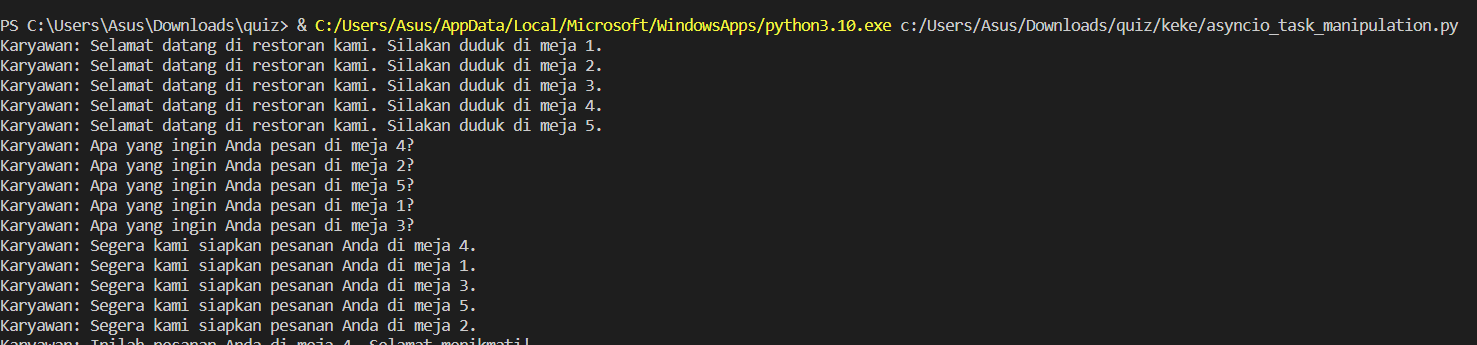 PS C:\Users\Asus\Downloads\quiz> & C:/Users/Asus/AppData/Local/Microsoft/WindowsApps/python3.10.exe c:/Users/Asus/Downloads/quiz/keke/asyncio_task_manipulation.py
Karyawan: Selamat datang di restoran kami. Silakan duduk di meja 1.
Karyawan: Selamat datang di restoran kami. Silakan duduk di meja 2.
Karyawan: Selamat datang di restoran kami. Silakan duduk di meja 3.
Karyawan: Selamat datang di restoran kami. Silakan duduk di meja 4.
Karyawan: Selamat datang di restoran kami. Silakan duduk di meja 5.
Karyawan: Apa yang ingin Anda pesan di meja 4?
Karyawan: Apa yang ingin Anda pesan di meja 2?
Karyawan: Apa yang ingin Anda pesan di meja 5?
Karyawan: Apa yang ingin Anda pesan di meja 1?
Karyawan: Apa yang ingin Anda pesan di meja 3?
Karyawan: Segera kami siapkan pesanan Anda di meja 4.
Karyawan: Segera kami siapkan pesanan Anda di meja 1.
Karyawan: Segera kami siapkan pesanan Anda di meja 3.
Karyawan: Segera kami siapkan pesanan Anda di meja 5.
Karyawan: Segera kami siapkan pesanan Anda di meja 2.
Karyawan: Inilah pesanan Anda di meja 4. Selamat menikmati!